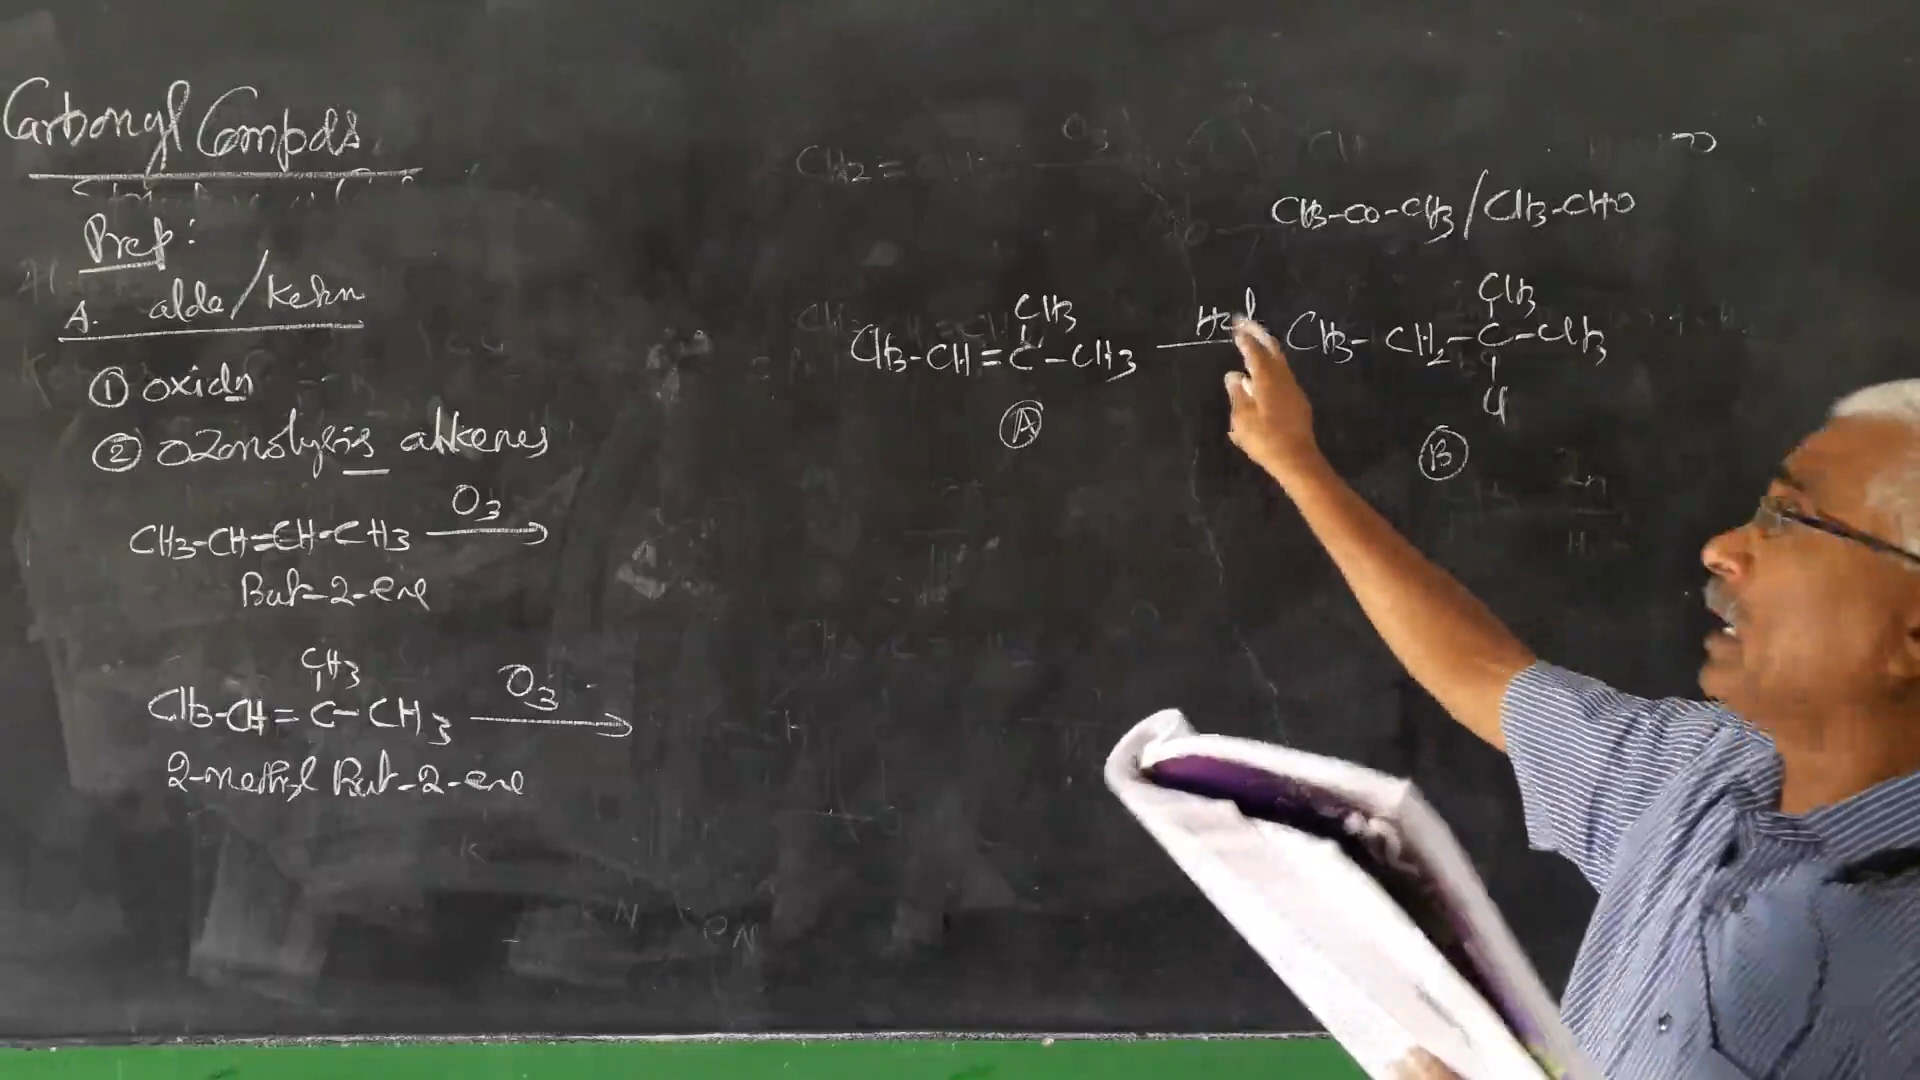 Carbonyl Compds
Prep:
A. alde/Keton
① oxidn
② ozonolysis alkenes
CH3-CH=CH-CH3 O3 →
But-2-ene
CH3
CH3-CH=C-CH3 O3 →
2-methyl But-2-ene
CH3-CO-CH3/CH3-CHO
CH3 CH3
CH3-CH=C-CH3 HCl CH3-CH2-C-CH3
Cl
Ⓐ Ⓑ